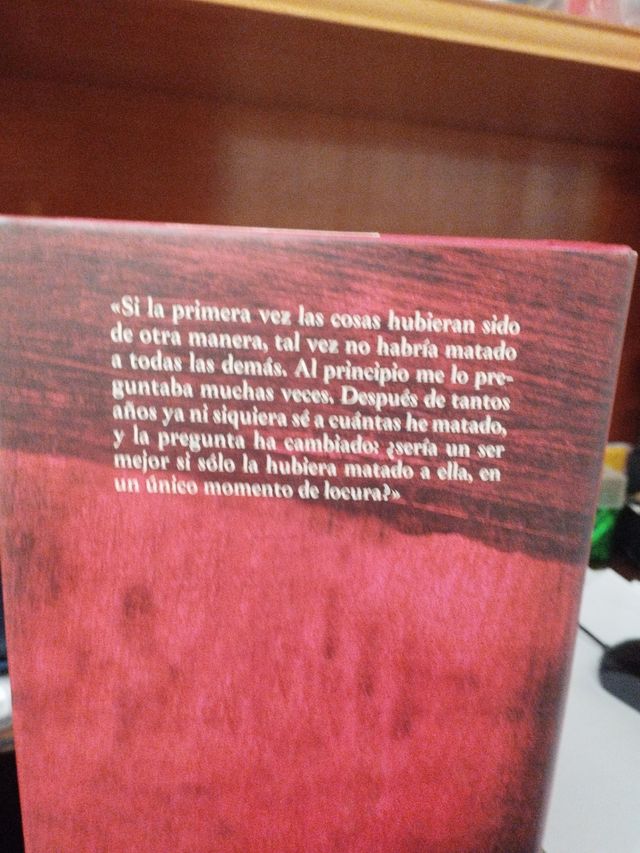 «Si la primera vez las cosas hubieran sido
de otra manera, tal vez no habría matado
a todas las demás. Al principio me lo pre-
guntaba muchas veces. Después de tantos
años ya ni siquiera sé a cuántas he matado,
y la pregunta ha cambiado: ¿sería un ser
mejor si sólo la hubiera matado a ella, en
un único momento de locura?»